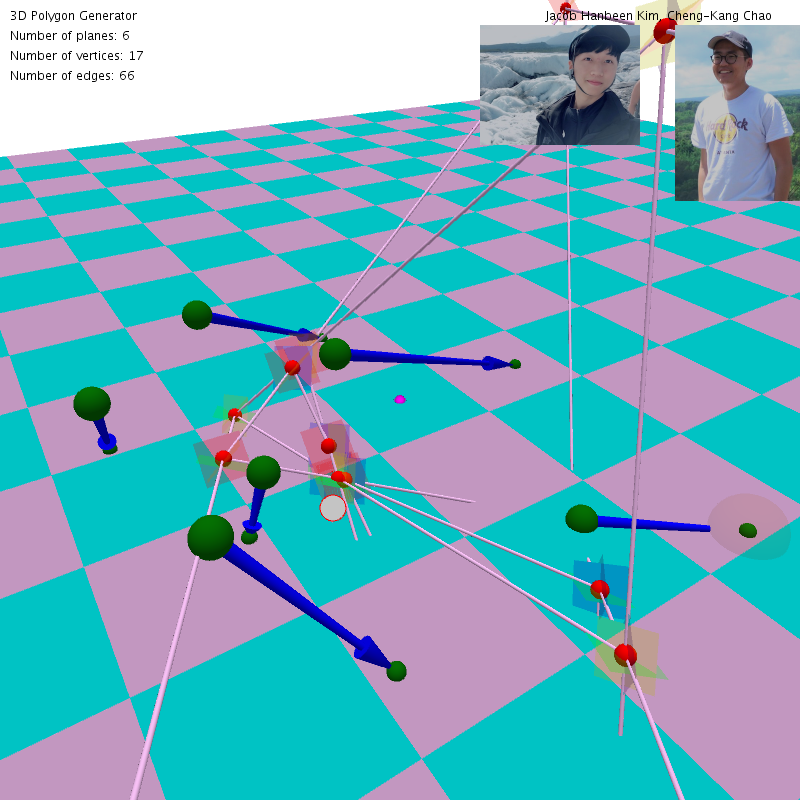 3D Polygon Generator
Jacob Hanbeen Kim, Cheng-Kang Chao
Number of planes: 6
Number of vertices: 17
Number of edges: 66